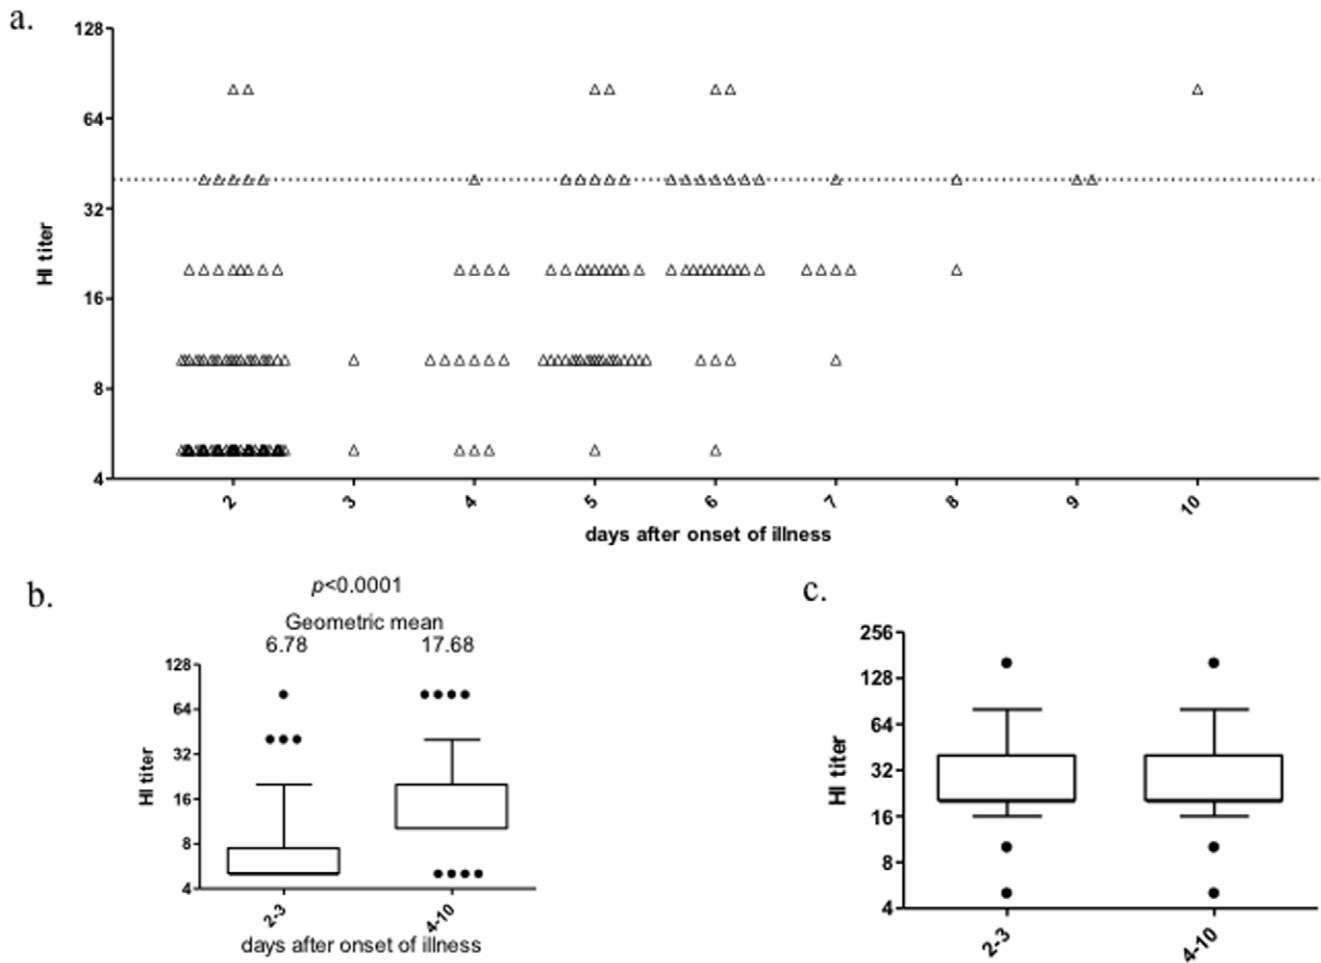 a.
128
64
32
16
8
4
HI titer
2 3 4 5 6 7 8 9 10
days after onset of illness
b.
p<0.0001
Geometric mean
6.78 17.68
128
64
32
16
8
4
HI titer
2-3 4-10
days after onset of illness
c.
256
128
64
32
16
8
4
HI titer
2-3 4-10